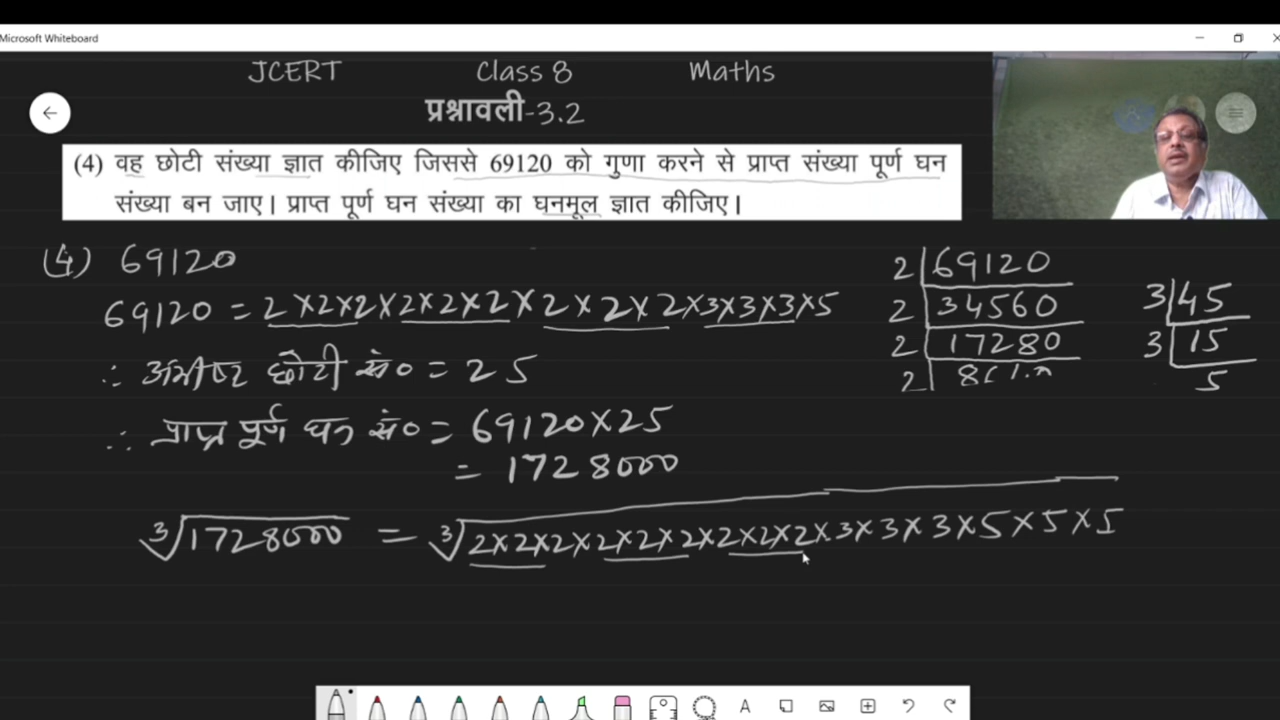 Microsoft Whiteboard
JCERT Class 8 Maths
प्रश्नावली-3.2
(4) वह छोटी संख्या ज्ञात कीजिए जिससे 69120 को गुणा करने से प्राप्त संख्या पूर्ण घन
संख्या बन जाए। प्राप्त पूर्ण घन संख्या का घनमूल ज्ञात कीजिए।
(4) 69120
69120 = 2×2×2×2×2×2×2×2×2×3×3×3×5
∴ अभीष्ट छोटी सं० = 25
∴ प्राप्त पूर्ण घन सं० = 69120×25
= 1728000
∛1728000 = ∛2×2×2×2×2×2×2×2×2×3×3×3×5×5×5
2|69120
2|34560
2|17280
2|
3|45
3|15
5
A